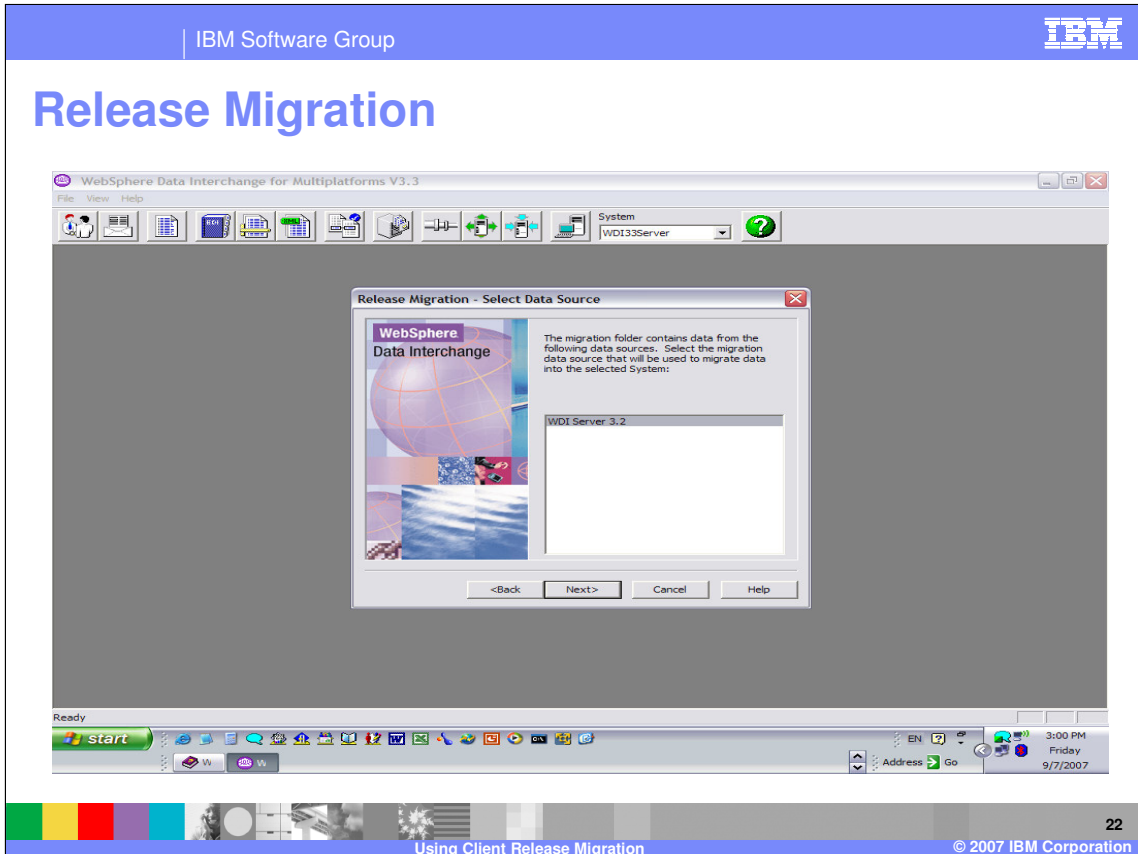 IBM Software Group
IBM
Release Migration
WebSphere Data Interchange for Multiplatforms V3.3
File View Help
EDI
System
WDI33Server
Release Migration - Select Data Source
WebSphere
Data Interchange
The migration folder contains data from the
following data sources. Select the migration
data source that will be used to migrate data
into the selected System:
WDI Server 3.2
<Back Next> Cancel Help
Ready
start
EN
3:00 PM
W W
Address Go
Friday
9/7/2007
22
Using Client Release Migration
© 2007 IBM Corporation